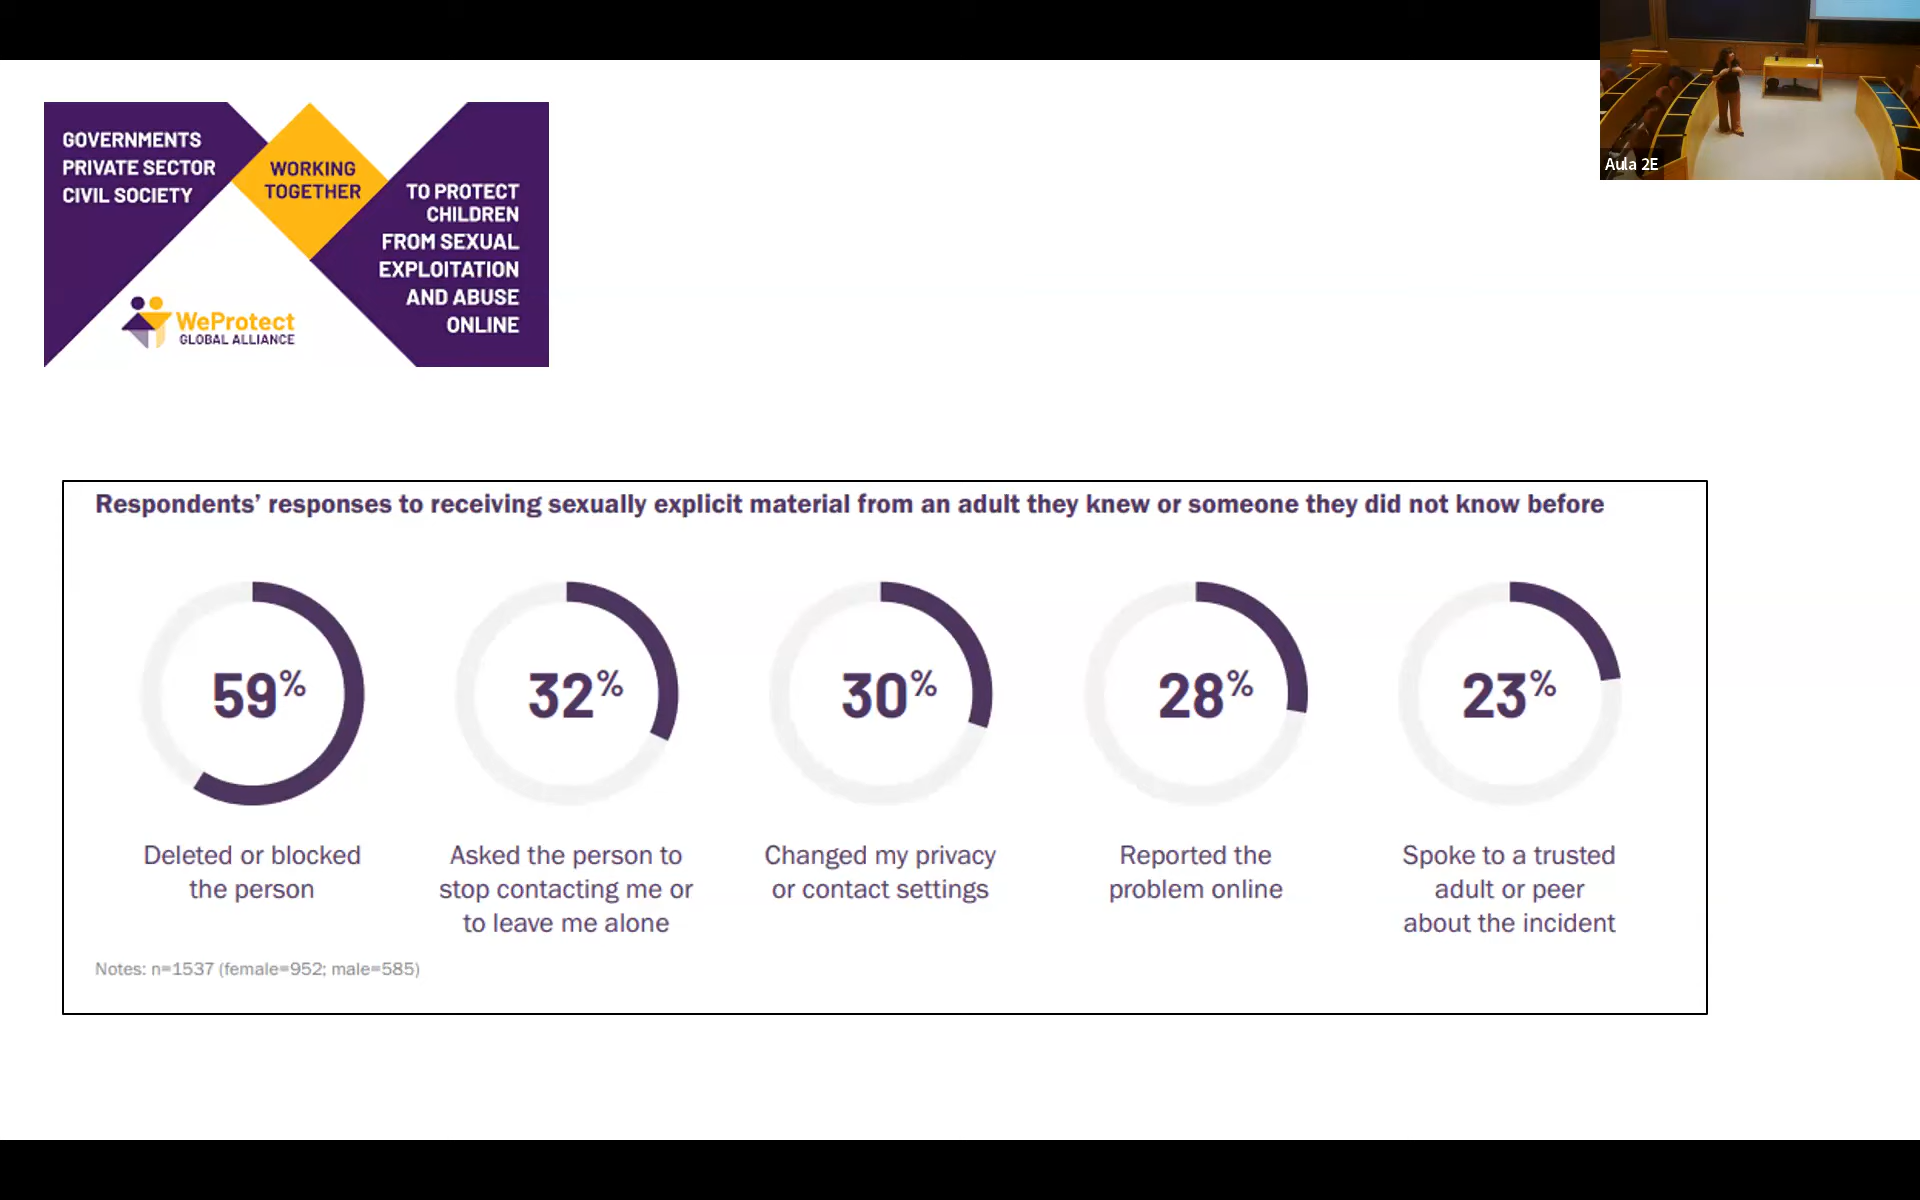 GOVERNMENTS
PRIVATE SECTOR
CIVIL SOCIETY
WORKING
TOGETHER
TO PROTECT
CHILDREN
FROM SEXUAL
EXPLOITATION
AND ABUSE
ONLINE
WeProtect
GLOBAL ALLIANCE
Aula 2E
Respondents’ responses to receiving sexually explicit material from an adult they knew or someone they did not know before
59%
32%
30%
28%
23%
Deleted or blocked
the person
Asked the person to
stop contacting me or
to leave me alone
Changed my privacy
or contact settings
Reported the
problem online
Spoke to a trusted
adult or peer
about the incident
Notes: n=1537 (female=952; male=585)